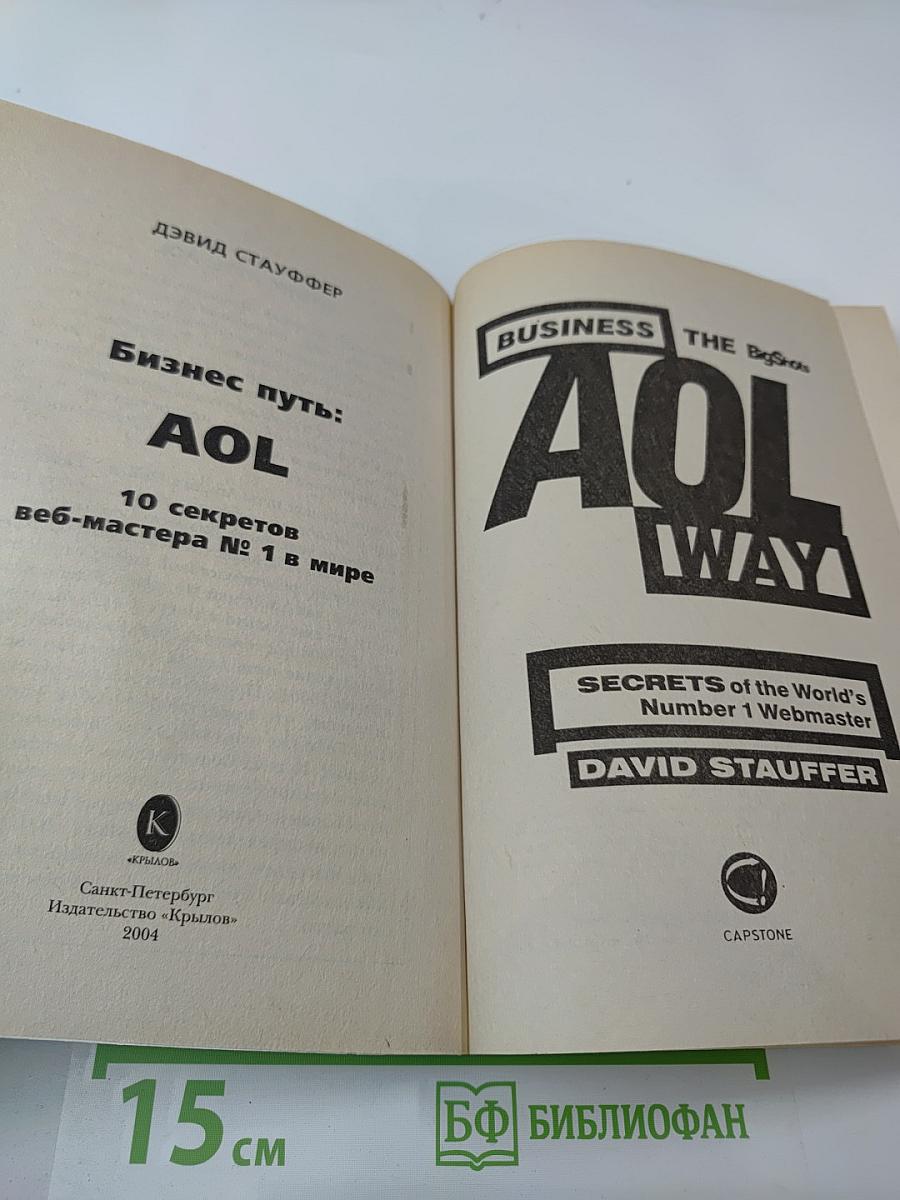 ДЭВИД СТАУФФЕР
Бизнес путь:
AOL
10 секретов
веб-мастера № 1 в мире
К
«КРЫЛОВ»
Санкт-Петербург
Издательство «Крылов»
2004
BUSINESS THE BigShots
AOL
WAY
SECRETS of the World's
Number 1 Webmaster
DAVID STAUFFER
CAPSTONE
15 см
БФ БИБЛИОФАН